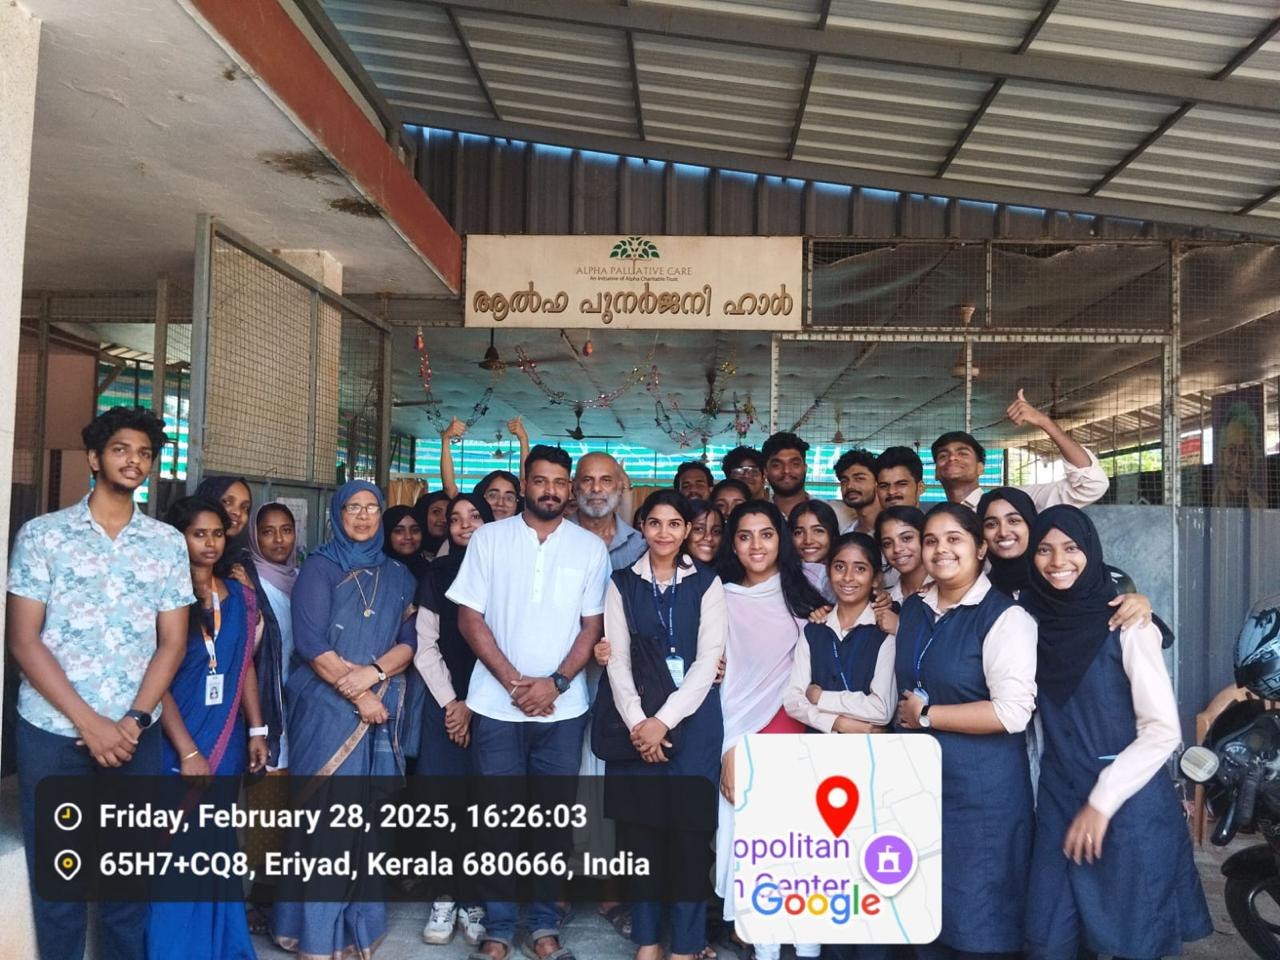 ALPHA PALLIATIVE CARE
An Initiative of Alpha Charitable Trust
ആൽഫ പുനർജനി ഹാൾ
Friday, February 28, 2025, 16:26:03
65H7+CQ8, Eriyad, Kerala 680666, India
opolitan
n Center
Google